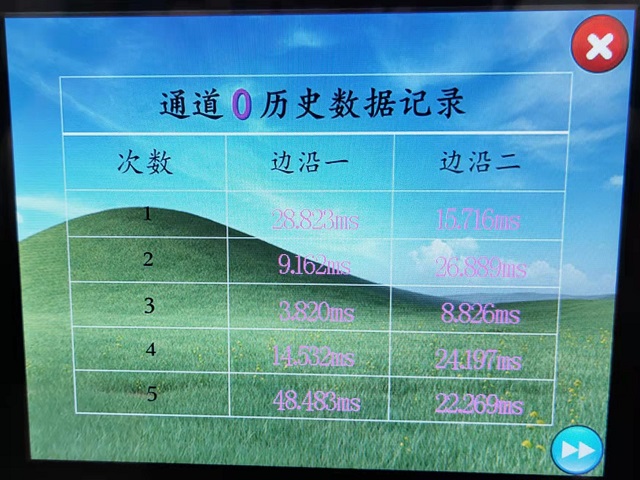 通道0历史数据记录
次数 边沿一 边沿二
1 28.823ms 15.716ms
2 9.162ms 26.889ms
3 3.820ms 8.826ms
4 14.532ms 24.197ms
5 48.483ms 22.269ms